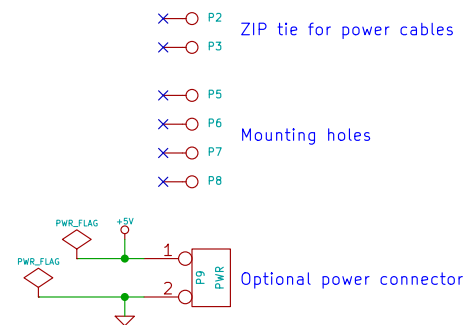 P2
ZIP tie for power cables
P3
P5
P6
Mounting holes
P7
P8
PWR_FLAG
+5V
1
PWR_FLAG
P9
PWR
Optional power connector
2